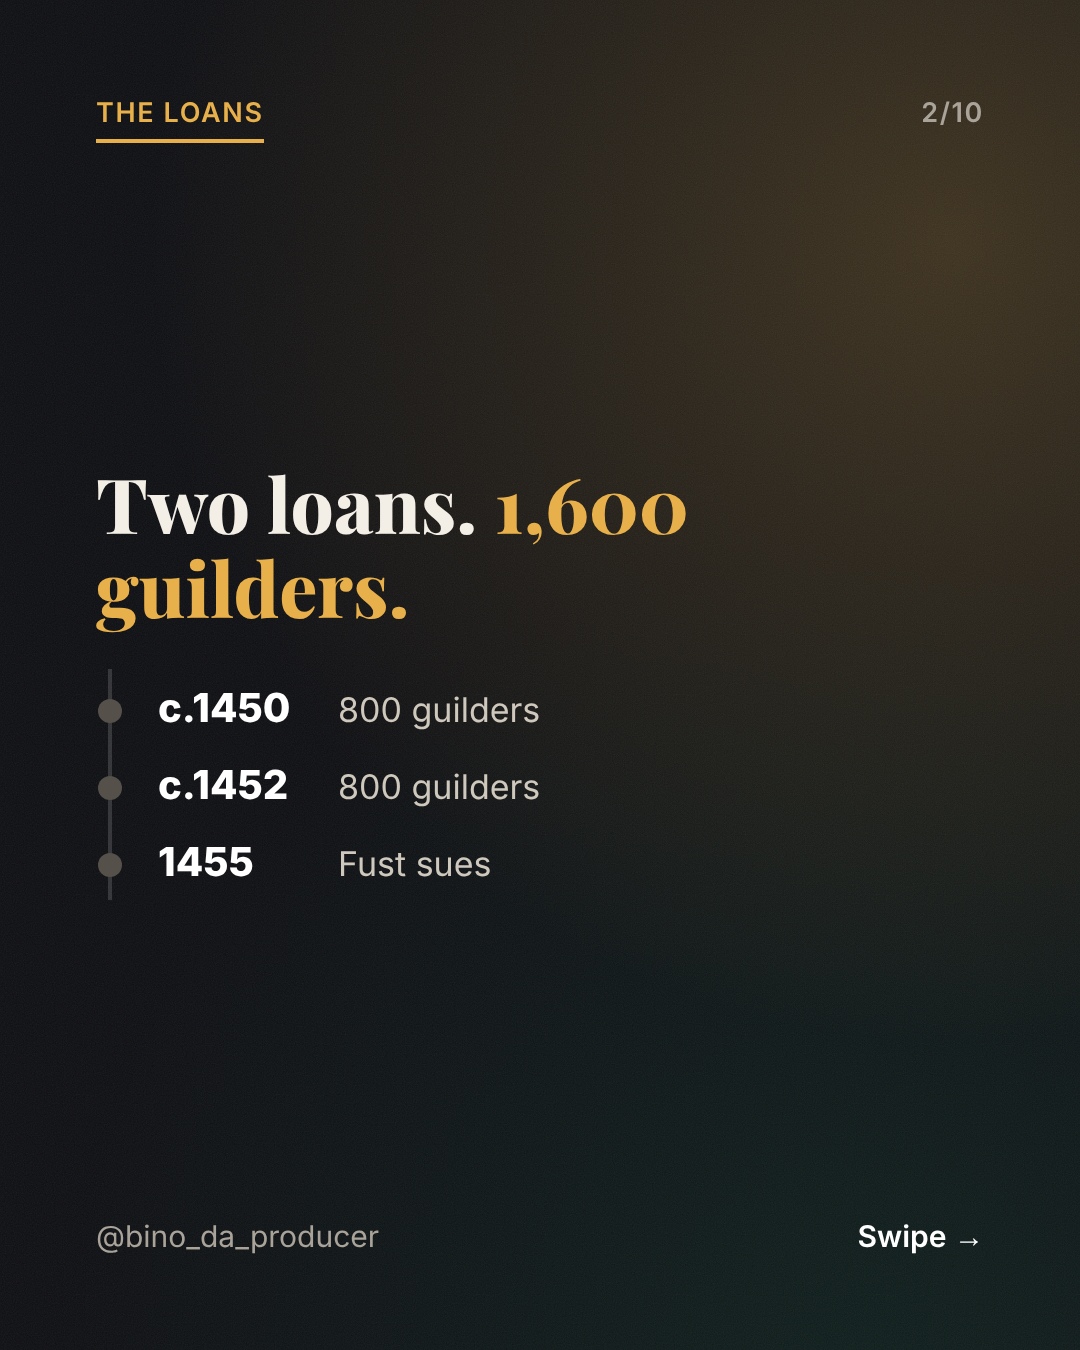 THE LOANS
2/10
Two loans. 1,600
guilders.
c.1450 800 guilders
c.1452 800 guilders
1455 Fust sues
@bino_da_producer
Swipe →